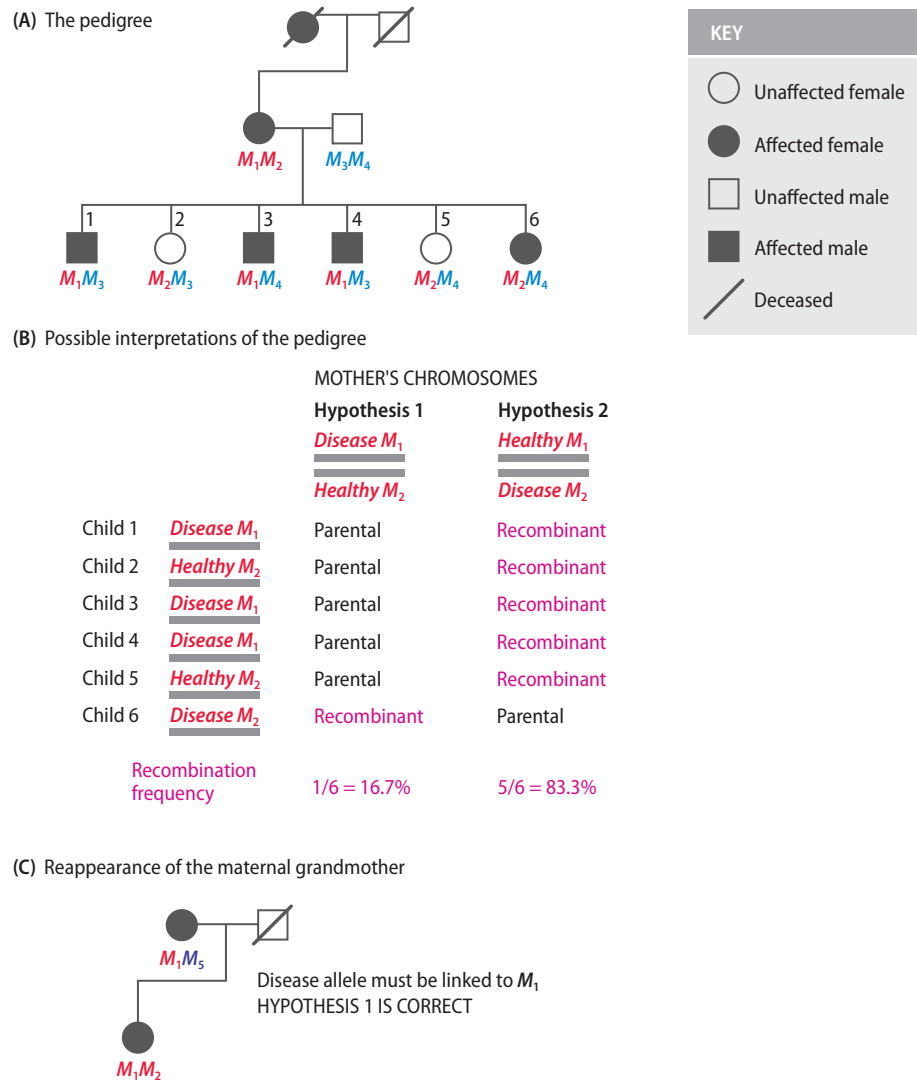 (A) The pedigree
M₁M₂ M₃M₄
1 2 3 4 5 6
M₁M₃ M₂M₃ M₁M₄ M₁M₃ M₂M₄ M₂M₄
KEY
Unaffected female
Affected female
Unaffected male
Affected male
Deceased
(B) Possible interpretations of the pedigree
MOTHER'S CHROMOSOMES
Hypothesis 1 Hypothesis 2
Disease M₁ Healthy M₁
Healthy M₂ Disease M₂
Child 1 Disease M₁ Parental Recombinant
Child 2 Healthy M₂ Parental Recombinant
Child 3 Disease M₁ Parental Recombinant
Child 4 Disease M₁ Parental Recombinant
Child 5 Healthy M₂ Parental Recombinant
Child 6 Disease M₂ Recombinant Parental
Recombination
frequency 1/6 = 16.7% 5/6 = 83.3%
(C) Reappearance of the maternal grandmother
M₁M₅
Disease allele must be linked to M₁
HYPOTHESIS 1 IS CORRECT
M₁M₂